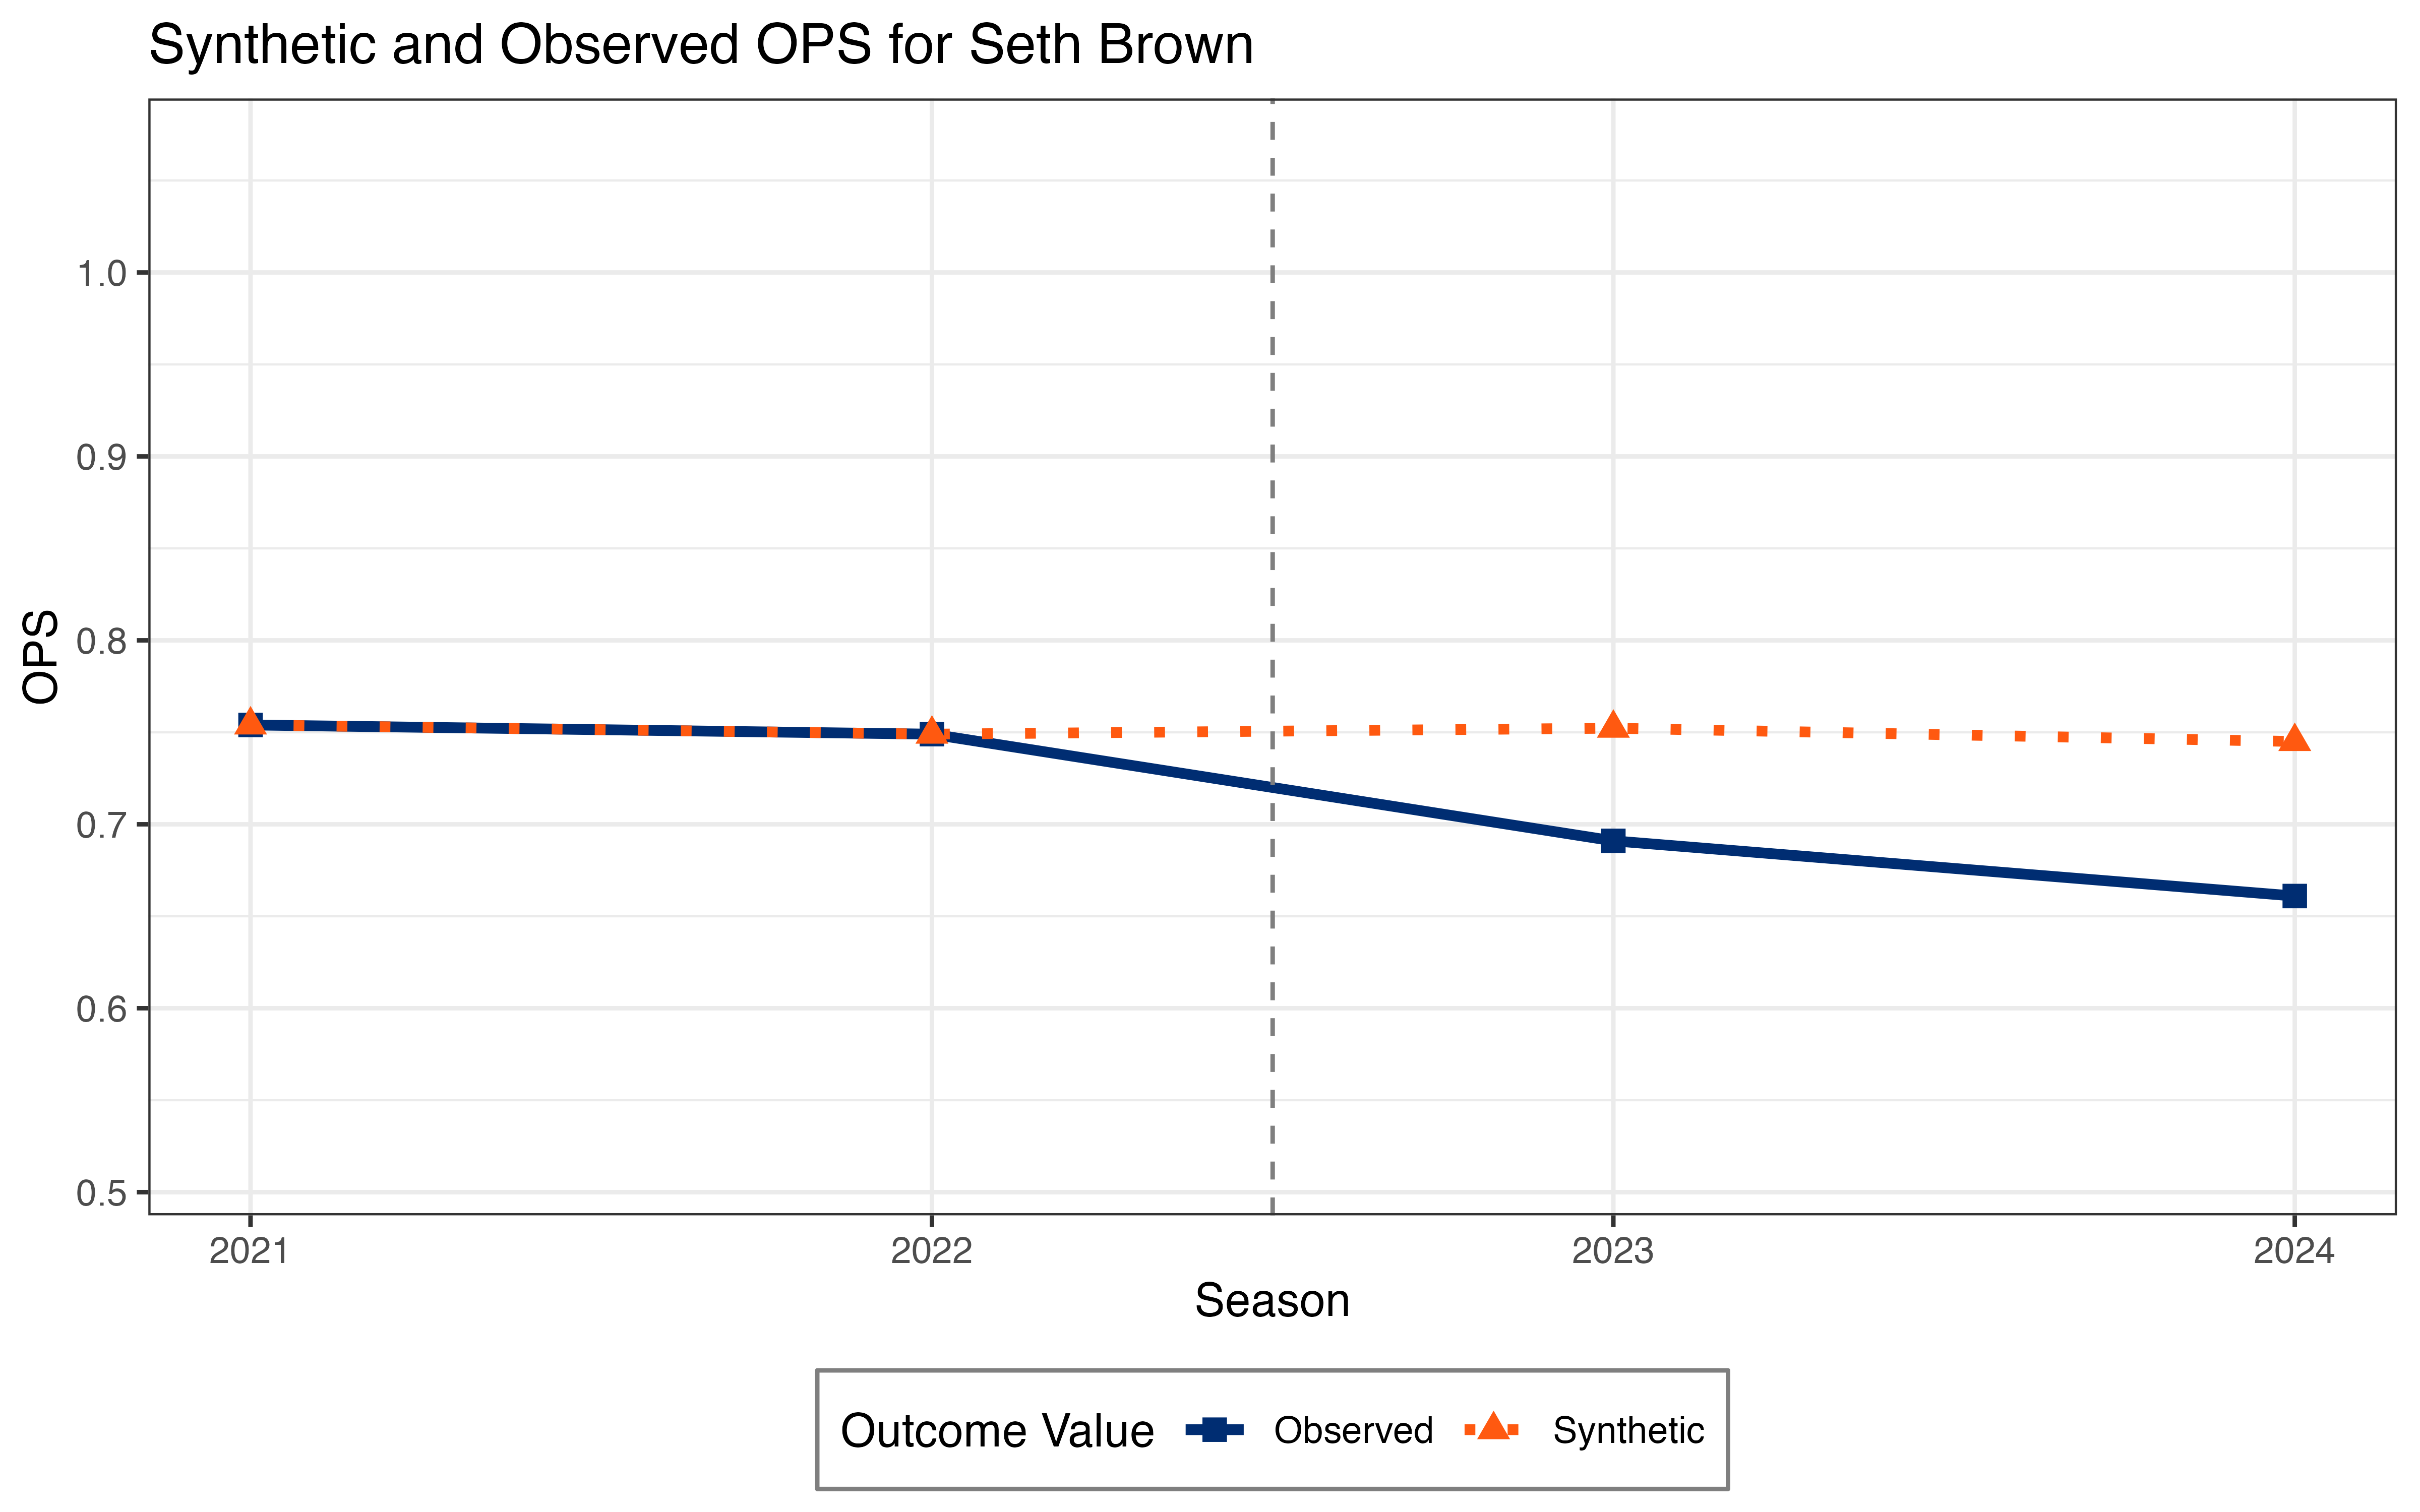 Synthetic and Observed OPS for Seth Brown
OPS
1.0
0.9
0.8
0.7
0.6
0.5
2021 2022 2023 2024
Season
Outcome Value Observed Synthetic